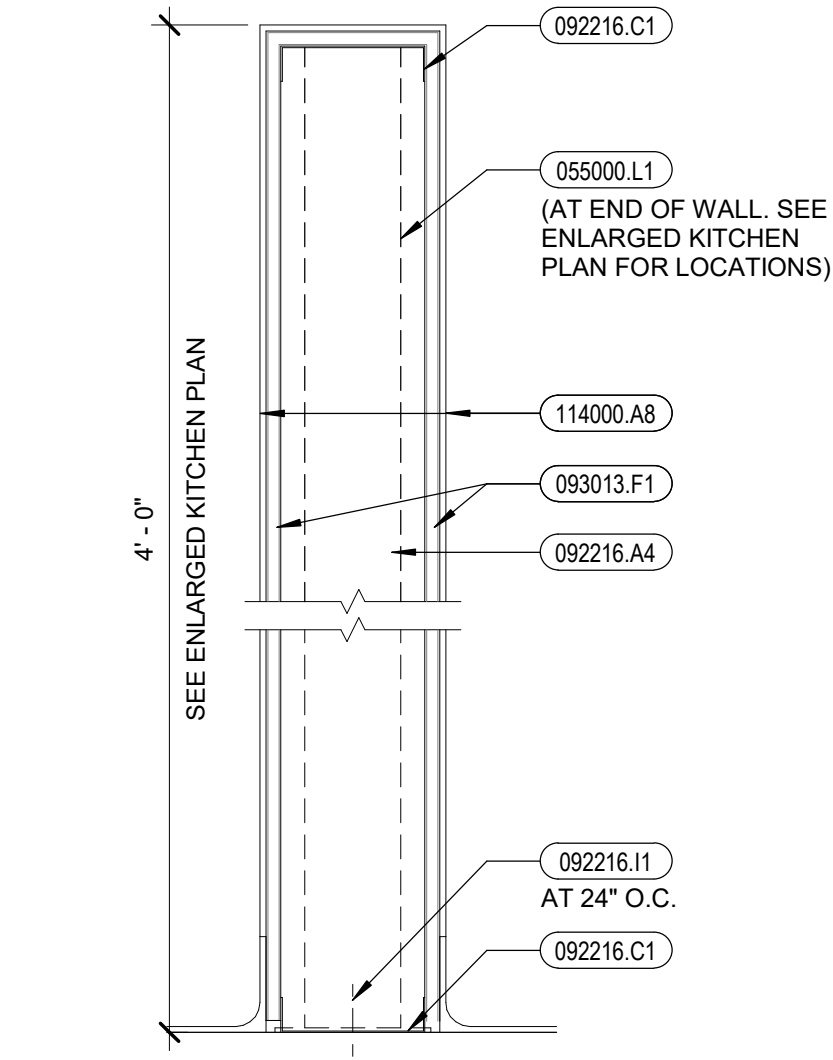 092216.C1
055000.L1
(AT END OF WALL. SEE
ENLARGED KITCHEN
PLAN FOR LOCATIONS)
4' - 0"
SEE ENLARGED KITCHEN PLAN
114000.A8
093013.F1
092216.A4
092216.I1
AT 24" O.C.
092216.C1